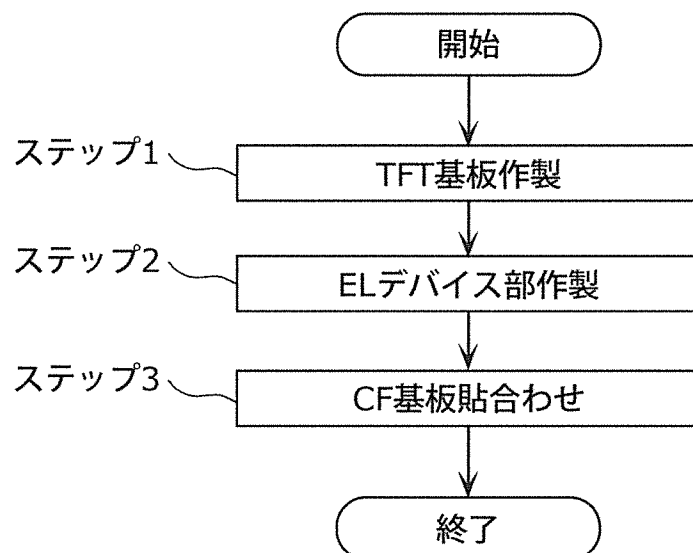 開始
ステップ1
TFT基板作製
ステップ2
ELデバイス部作製
ステップ3
CF基板貼合わせ
終了